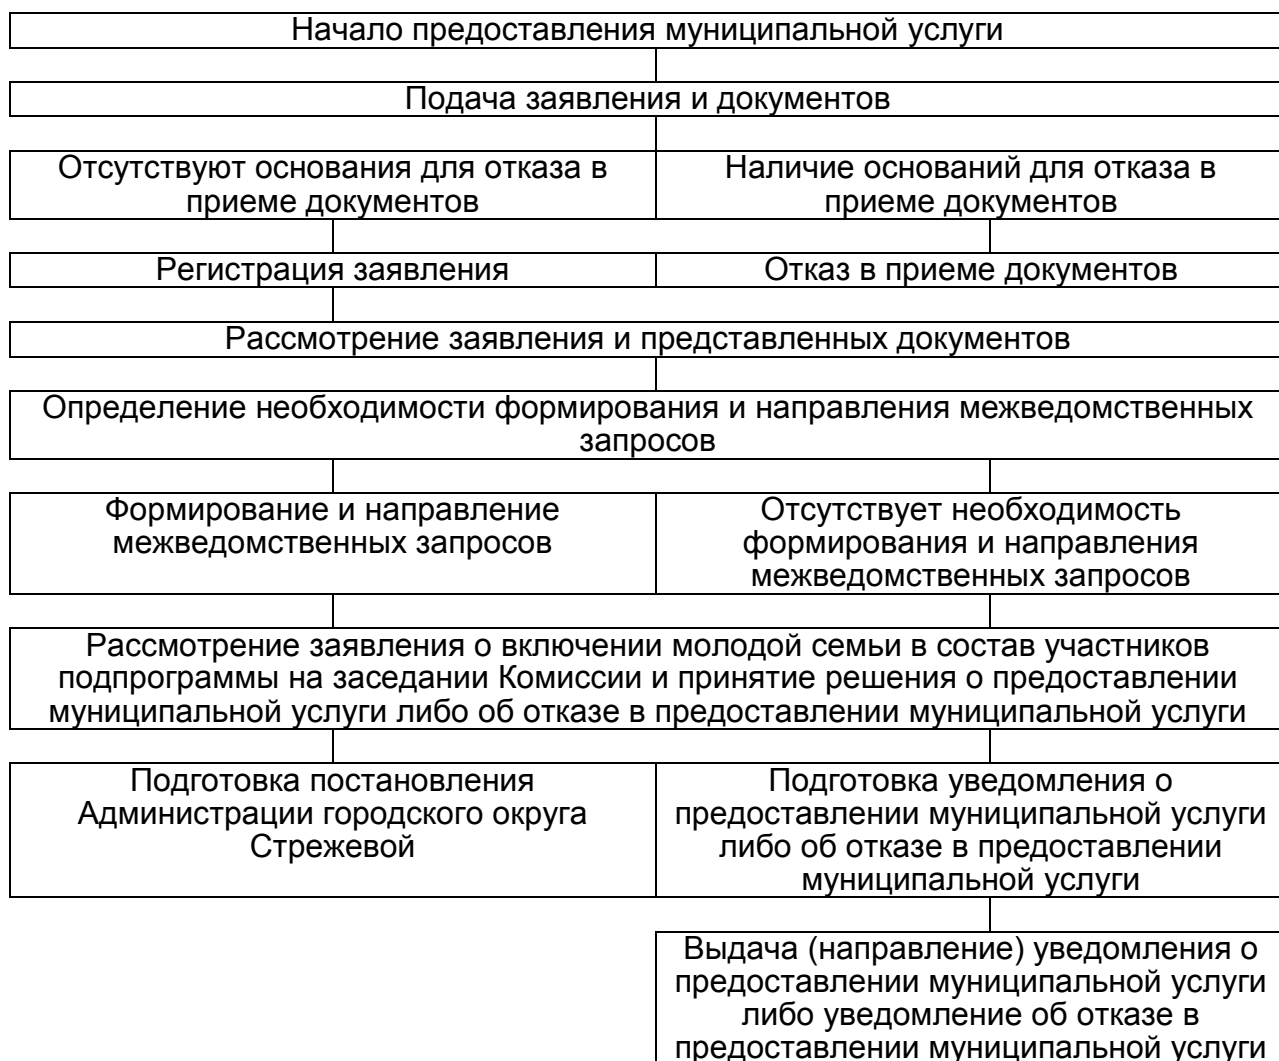 Начало предоставления муниципальной услуги
Подача заявления и документов
Отсутствуют основания для отказа в
приеме документов
Наличие оснований для отказа в
приеме документов
Регистрация заявления
Отказ в приеме документов
Рассмотрение заявления и представленных документов
Определение необходимости формирования и направления межведомственных
запросов
Формирование и направление
межведомственных запросов
Отсутствует необходимость
формирования и направления
межведомственных запросов
Рассмотрение заявления о включении молодой семьи в состав участников
подпрограммы на заседании Комиссии и принятие решения о предоставлении
муниципальной услуги либо об отказе в предоставлении муниципальной услуги
Подготовка постановления
Администрации городского округа
Стрежевой
Подготовка уведомления о
предоставлении муниципальной услуги
либо об отказе в предоставлении
муниципальной услуги
Выдача (направление) уведомления о
предоставлении муниципальной услуги
либо уведомление об отказе в
предоставлении муниципальной услуги